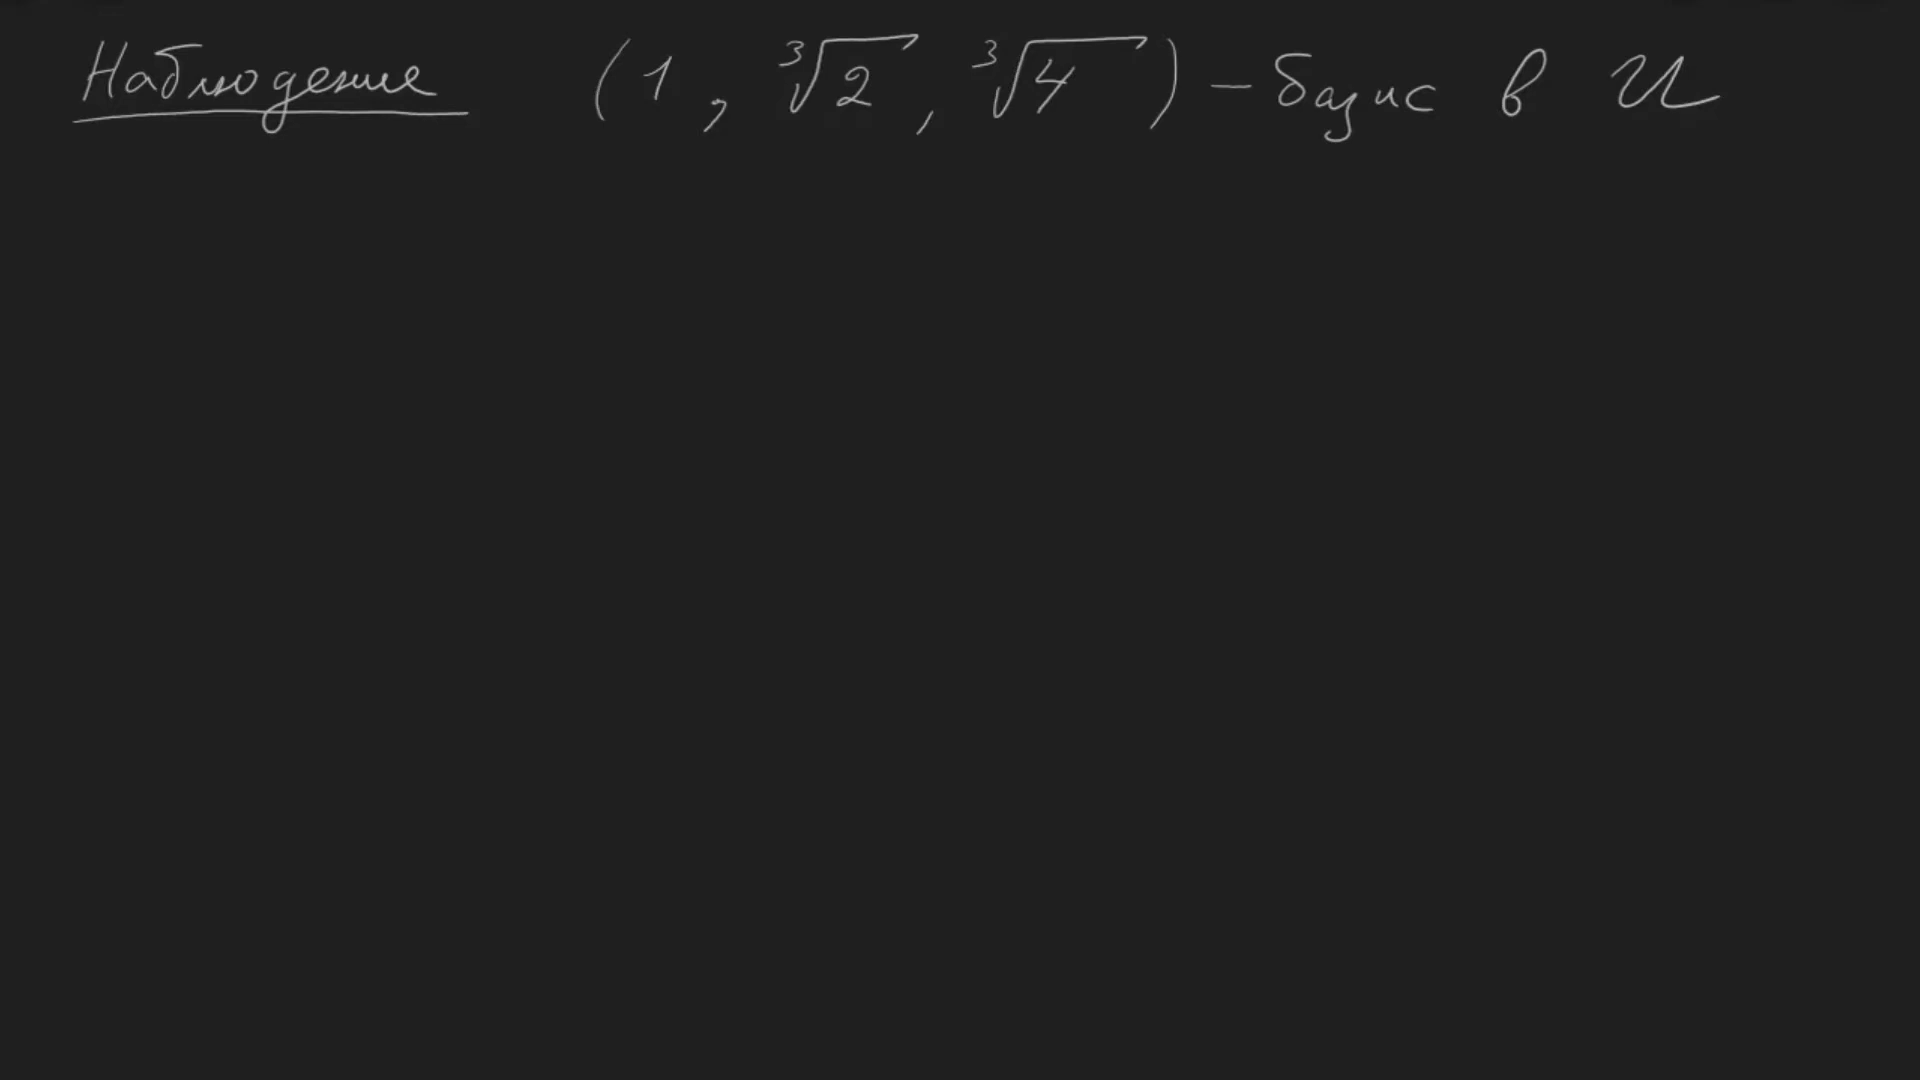 Наблюдение (1, ∛2, ∛4) – базис в U